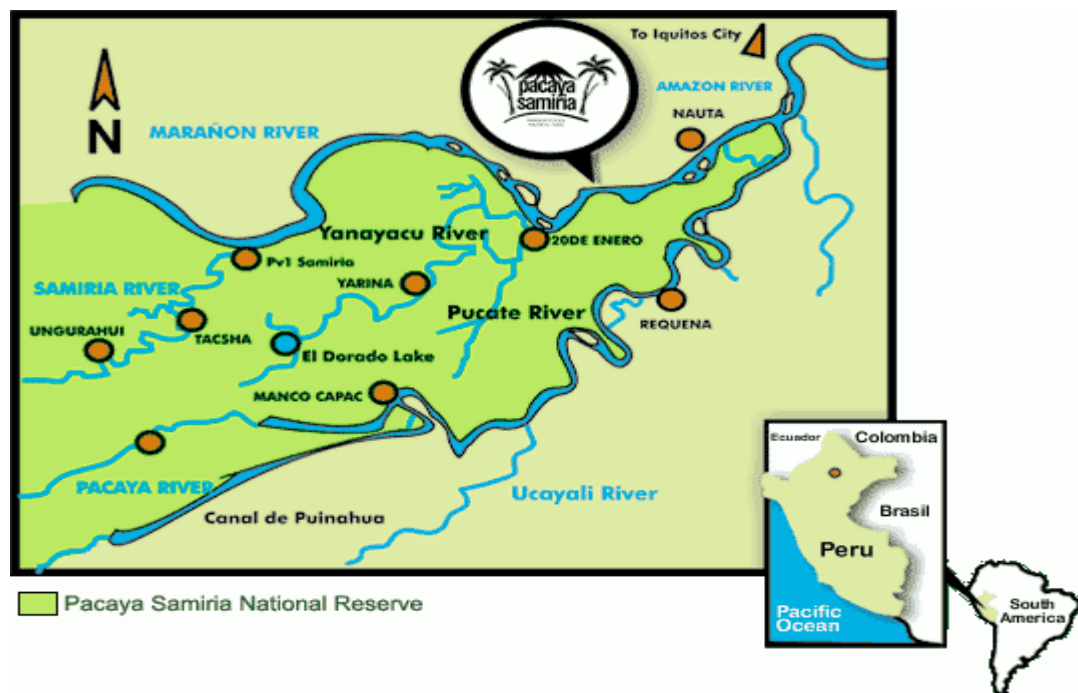 To Iquitos City
pacaya
samiria
AMAZON RIVER
NAUTA
MARAÑON RIVER
N
Yanayacu River
20DE ENERO
Pv1 Samiria
YARINA
SAMIRIA RIVER
Pucate River
REQUENA
UNGURAHUI
TACSHA
El Dorado Lake
MANCO CAPAC
PACAYA RIVER
Ucayali River
Canal de Puinahua
Ecuador
Colombia
Brasil
Peru
Pacific
Ocean
South
America
Pacaya Samiria National Reserve